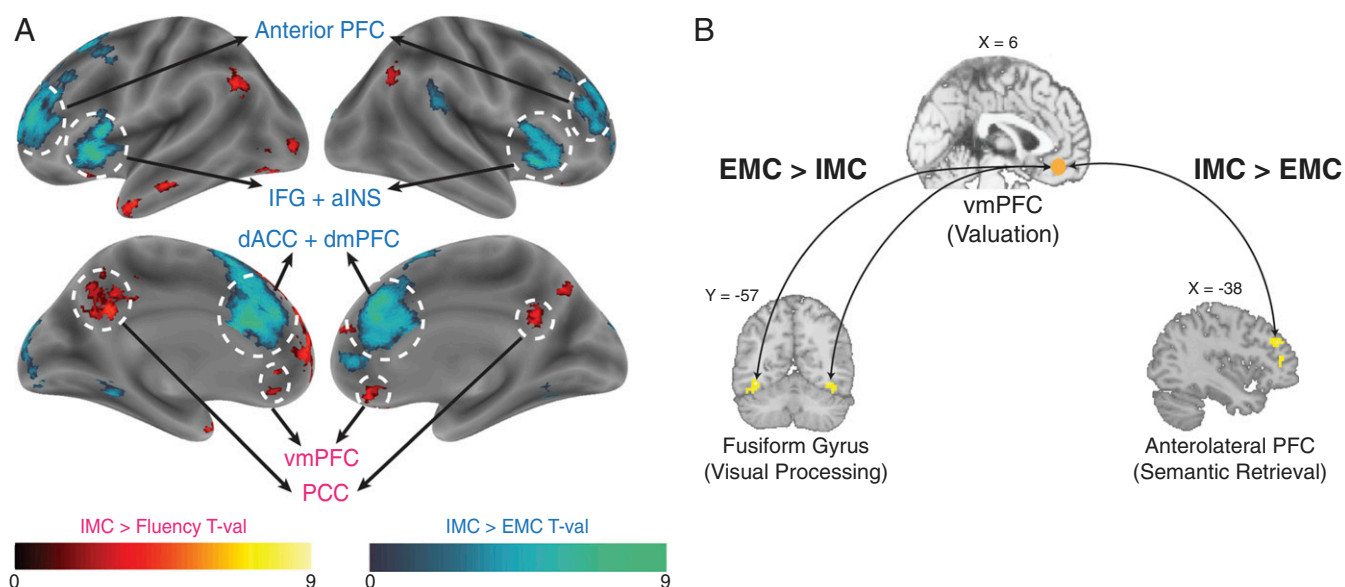 A
Anterior PFC
IFG + aINS
dACC + dmPFC
vmPFC
PCC
IMC > Fluency T-val
0
9
IMC > EMC T-val
0
9
B
X = 6
EMC > IMC
IMC > EMC
vmPFC
(Valuation)
Y = -57
X = -38
Fusiform Gyrus
(Visual Processing)
Anterolateral PFC
(Semantic Retrieval)